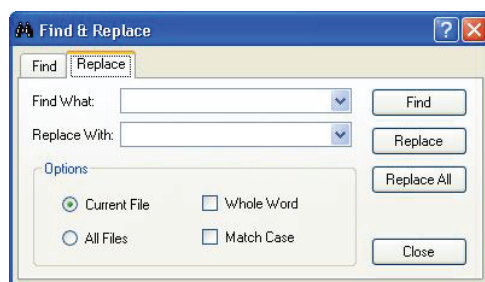 Find & Replace
Find Replace
Find What: Find
Replace With: Replace
Options Replace All
Current File Whole Word
All Files Match Case
Close